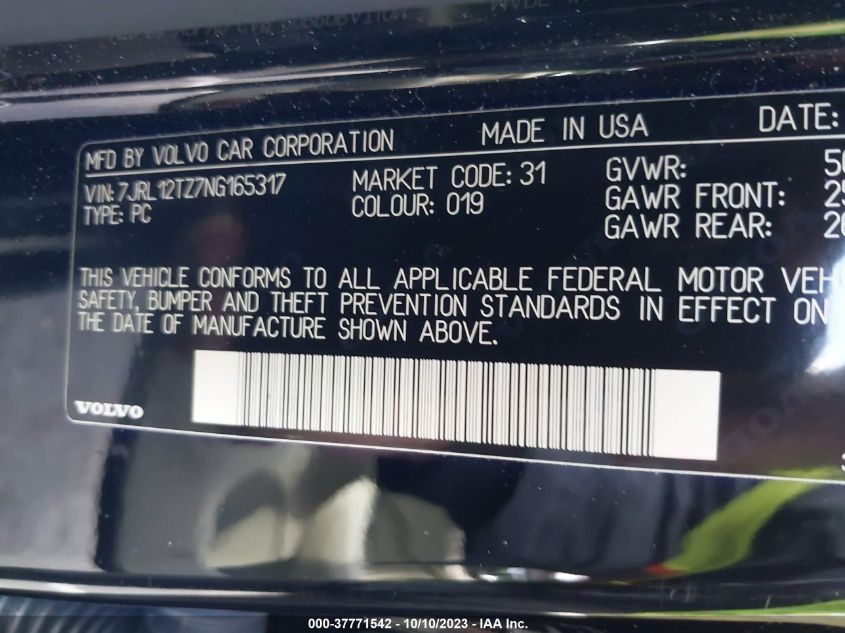 MFD BY VOLVO CAR CORPORATION MADE IN USA DATE:
VIN: 7JRL12TZ7NG165317 MARKET CODE: 31 GVWR:
TYPE: PC COLOUR: 019 GAWR FRONT:
GAWR REAR:
THIS VEHICLE CONFORMS TO ALL APPLICABLE FEDERAL MOTOR VEH
SAFETY, BUMPER AND THEFT PREVENTION STANDARDS IN EFFECT ON
THE DATE OF MANUFACTURE SHOWN ABOVE.
VOLVO
000-37771542 - 10/10/2023 - IAA Inc.